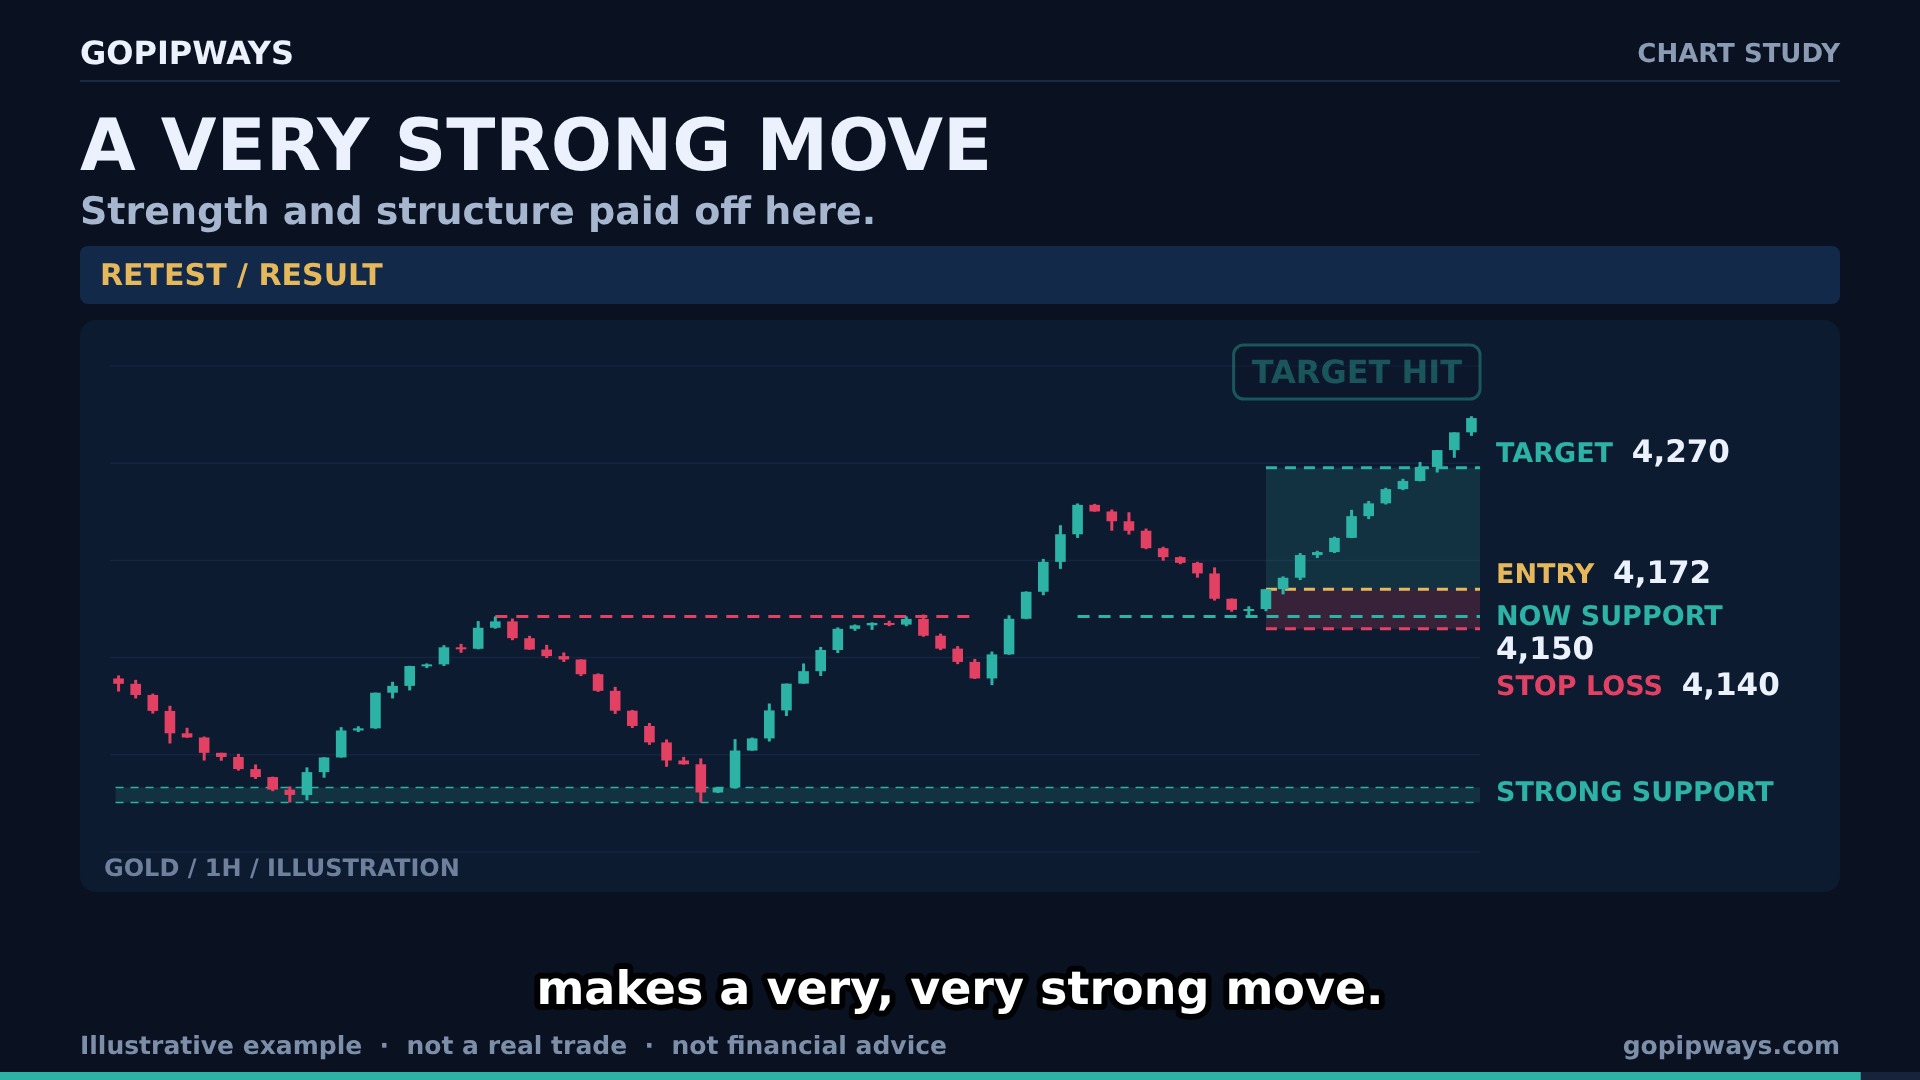 GOPIPWAYS
CHART STUDY
A VERY STRONG MOVE
Strength and structure paid off here.
RETEST / RESULT
TARGET HIT
TARGET 4,270
ENTRY 4,172
NOW SUPPORT
4,150
STOP LOSS 4,140
STRONG SUPPORT
GOLD / 1H / ILLUSTRATION
makes a very, very strong move.
Illustrative example · not a real trade · not financial advice
gopipways.com